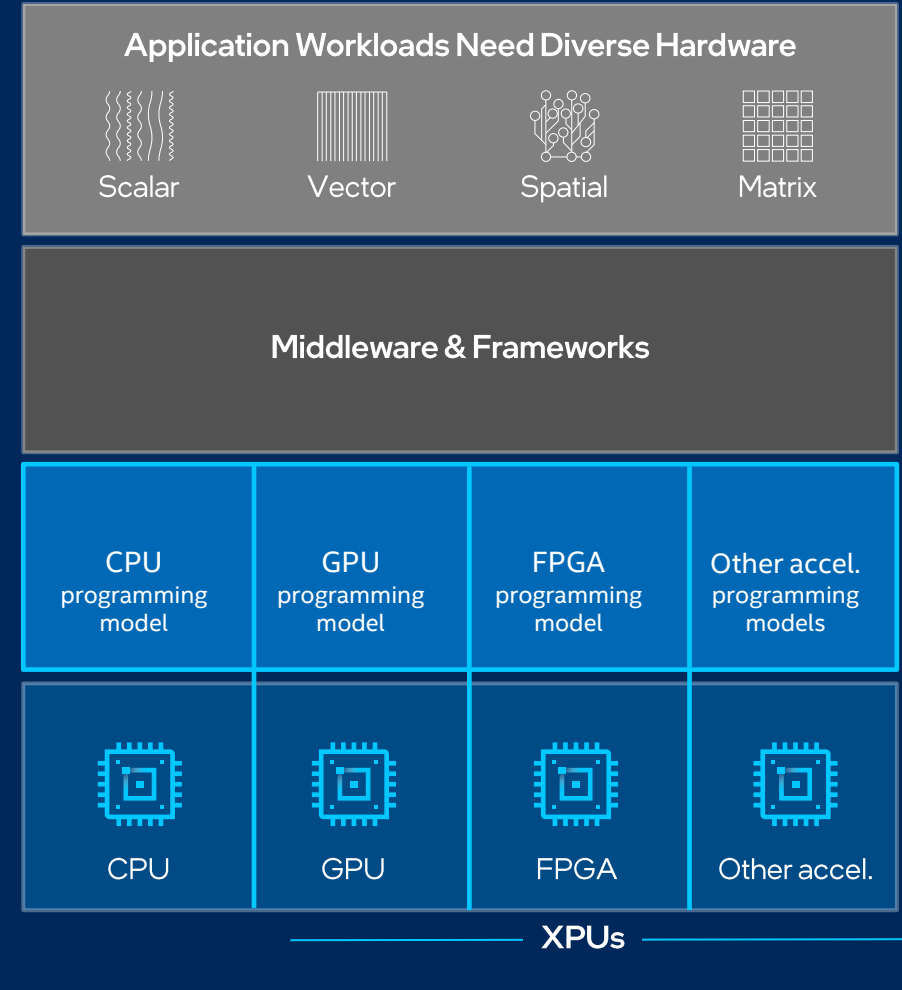 Application Workloads Need Diverse Hardware
Scalar
Vector
Spatial
Matrix
Middleware & Frameworks
CPU
programming
model
GPU
programming
model
FPGA
programming
model
Other accel.
programming
models
CPU
GPU
FPGA
Other accel.
XPUs